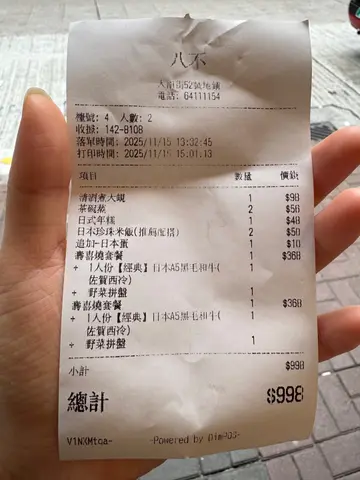 八不
大南街52號地舖
電話: 64111154
檯號: 4 人數: 2
收據: 142-B108
落單時間: 2025/11/15 13:32:45
打印時間: 2025/11/15 15:01:13
項目 數量 價錢
清酒煮大蜆 1 $98
茶碗蒸 2 $56
日式年糕 1 $48
日本珍珠米飯(推薦配搭) 2 $50
追加-日本蛋 1 $10
壽喜燒套餐 1 $368
+ 1人份【經典】日本A5黑毛和牛( 1
佐賀西冷)
+ 野菜拼盤 1
壽喜燒套餐 1 $368
+ 1人份【經典】日本A5黑毛和牛( 1
佐賀西冷)
+ 野菜拼盤 1
小計 $998
總計 $998
V1NXMtoa- -Powered by DimPOS-